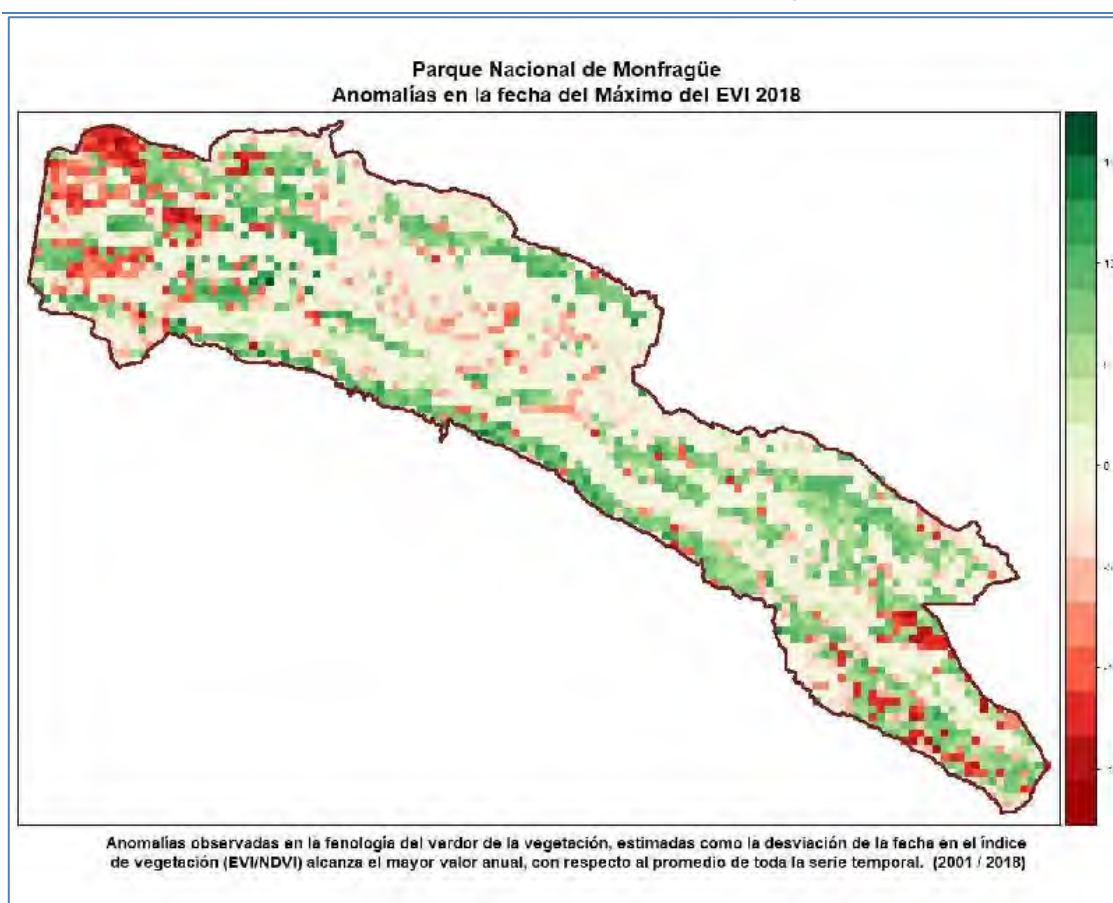 Parque Nacional de Monfragüe
Anomalías en la fecha del Máximo del EVI 2018
0
Anomalías observadas en la fenología del verdor de la vegetación, estimadas como la desviación de la fecha en el índice
de vegetación (EVI/NDVI) alcanza el mayor valor anual, con respecto al promedio de toda la serie temporal. (2001 / 2018)